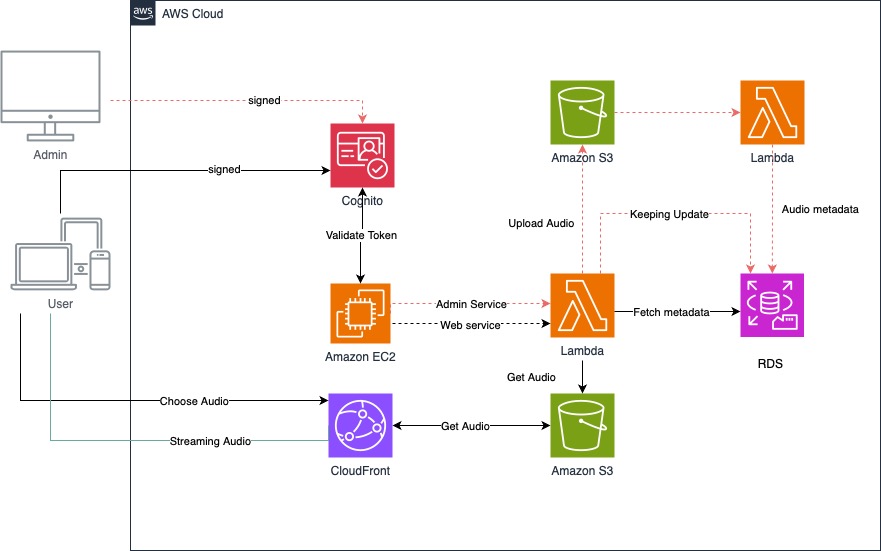 aws
AWS Cloud
signed
Admin
Amazon S3
Lambda
signed
Cognito
Upload Audio
Keeping Update
Audio metadata
Validate Token
User
Admin Service
Web service
Fetch metadata
Amazon EC2
Lambda
RDS
Get Audio
Choose Audio
Get Audio
Streaming Audio
CloudFront
Amazon S3